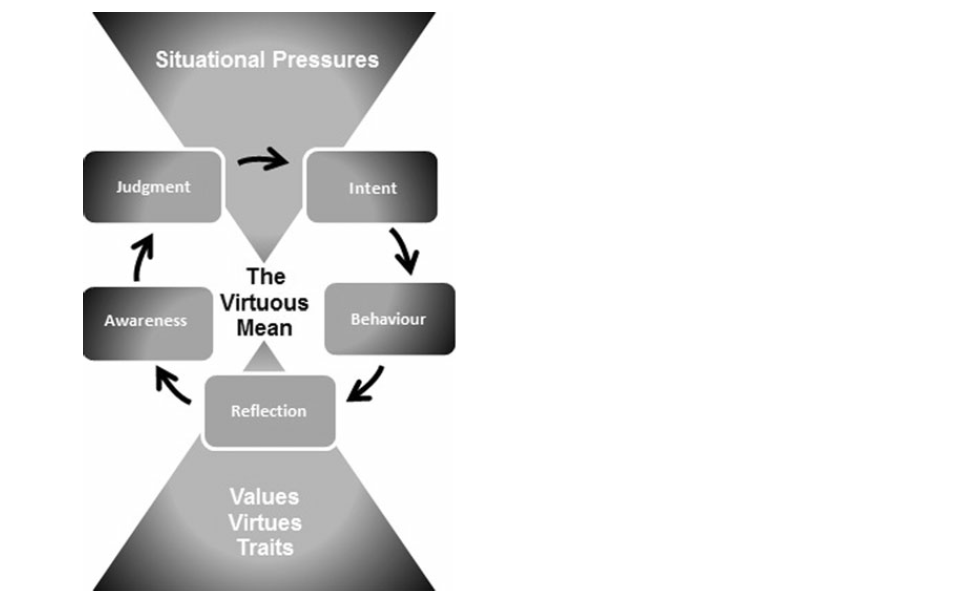 Situational Pressures
Judgment
Intent
The
Virtuous
Mean
Awareness
Behaviour
Reflection
Values
Virtues
Traits